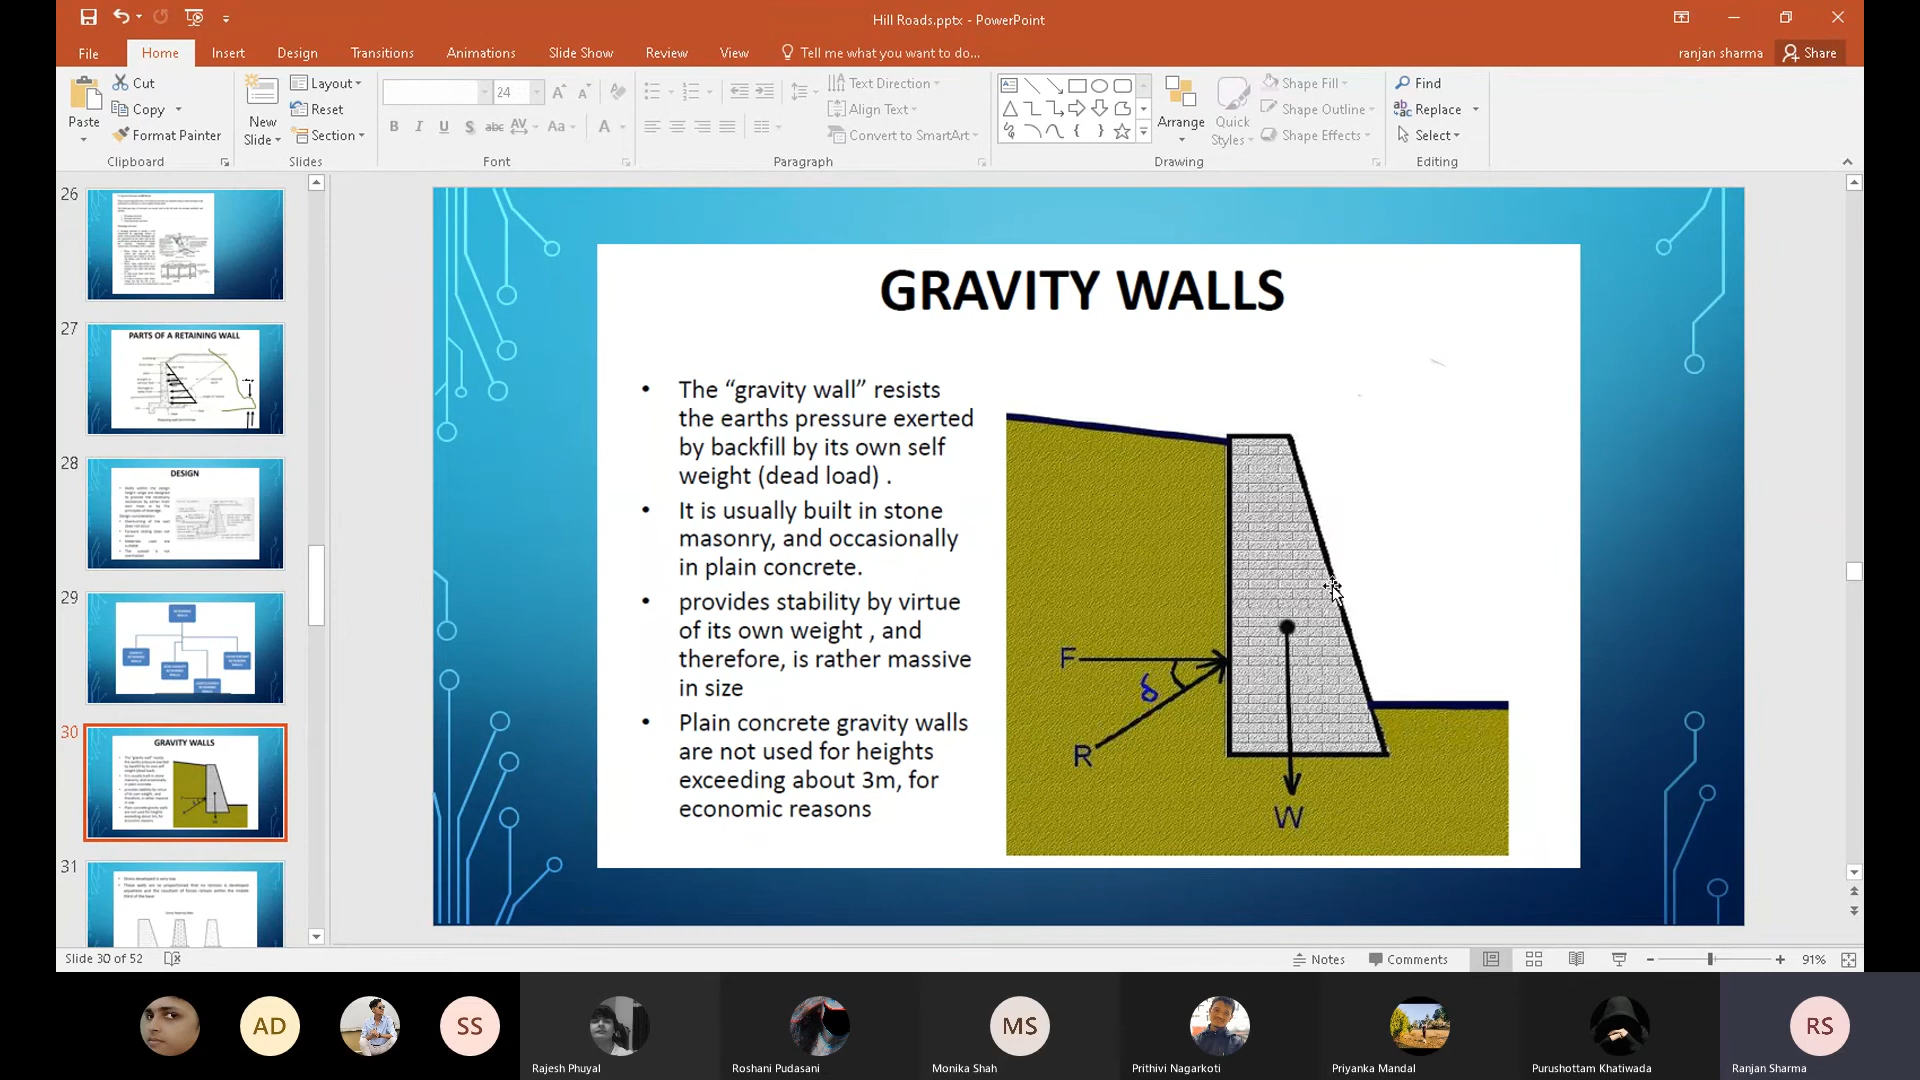 Hill Roads.pptx - PowerPoint
File Home Insert Design Transitions Animations Slide Show Review View Tell me what you want to do... ranjan sharma Share
Paste
Cut
Copy
Format Painter
Clipboard
New
Slide
Layout
Reset
Section
Slides
24
B I U S abc AV Aa A
Font
Text Direction
Align Text
Convert to SmartArt
Paragraph
Arrange
Quick
Styles
Shape Fill
Shape Outline
Shape Effects
Drawing
Find
Replace
Select
Editing
26
27
PARTS OF A RETAINING WALL
28
DESIGN
29
30
GRAVITY WALLS
31
GRAVITY WALLS
• The “gravity wall” resists
the earths pressure exerted
by backfill by its own self
weight (dead load) .
• It is usually built in stone
masonry, and occasionally
in plain concrete.
• provides stability by virtue
of its own weight , and
therefore, is rather massive
in size
• Plain concrete gravity walls
are not used for heights
exceeding about 3m, for
economic reasons
F
δ
R
W
Slide 30 of 52
Notes Comments 91%
AD SS MS RS
Rajesh Phuyal Roshani Pudasani Monika Shah Prithivi Nagarkoti Priyanka Mandal Purushottam Khatiwada Ranjan Sharma